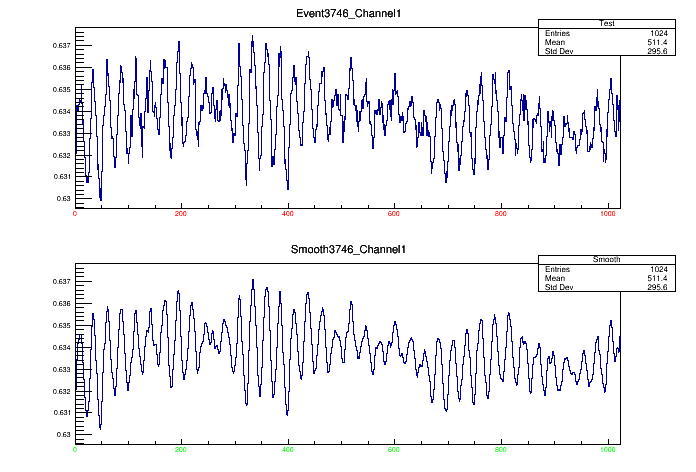 Event3746_Channel1
Test
Entries 1024
Mean 511.4
Std Dev 295.6
0.637
0.636
0.635
0.634
0.633
0.632
0.631
0.63
0 200 400 600 800 1000
Smooth3746_Channel1
Smooth
Entries 1024
Mean 511.4
Std Dev 295.6
0.637
0.636
0.635
0.634
0.633
0.632
0.631
0.63
0 200 400 600 800 1000